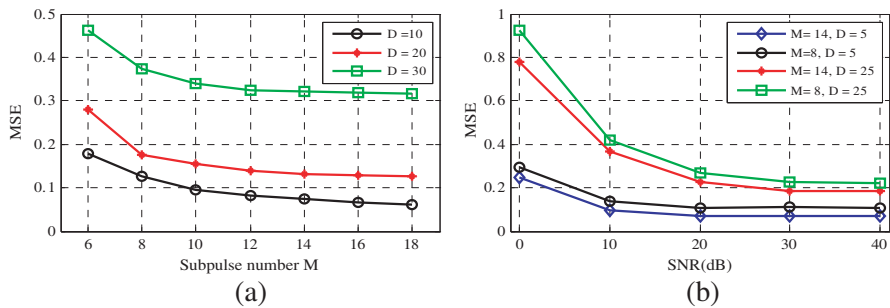 0.5
0.4
0.3
0.2
0.1
0
MSE
6 8 10 12 14 16 18
Subpulse number M
D =10
D = 20
D = 30
(a)
1
0.8
0.6
0.4
0.2
0
MSE
0 10 20 30 40
SNR(dB)
M= 14, D = 5
M=8, D = 5
M= 14, D = 25
M= 8, D = 25
(b)